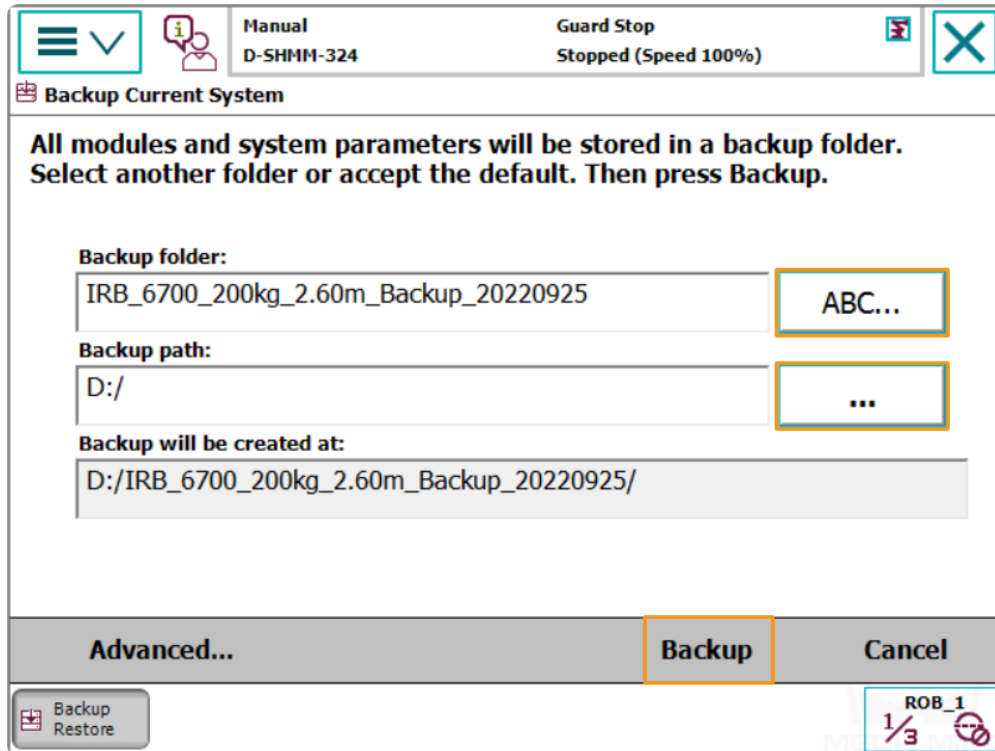 Manual
Guard Stop
D-SHMM-324
Stopped (Speed 100%)
Backup Current System
All modules and system parameters will be stored in a backup folder.
Select another folder or accept the default. Then press Backup.
Backup folder:
IRB_6700_200kg_2.60m_Backup_20220925
ABC...
Backup path:
D:/
...
Backup will be created at:
D:/IRB_6700_200kg_2.60m_Backup_20220925/
Advanced...
Backup
Cancel
Backup
Restore
ROB_1
1/3